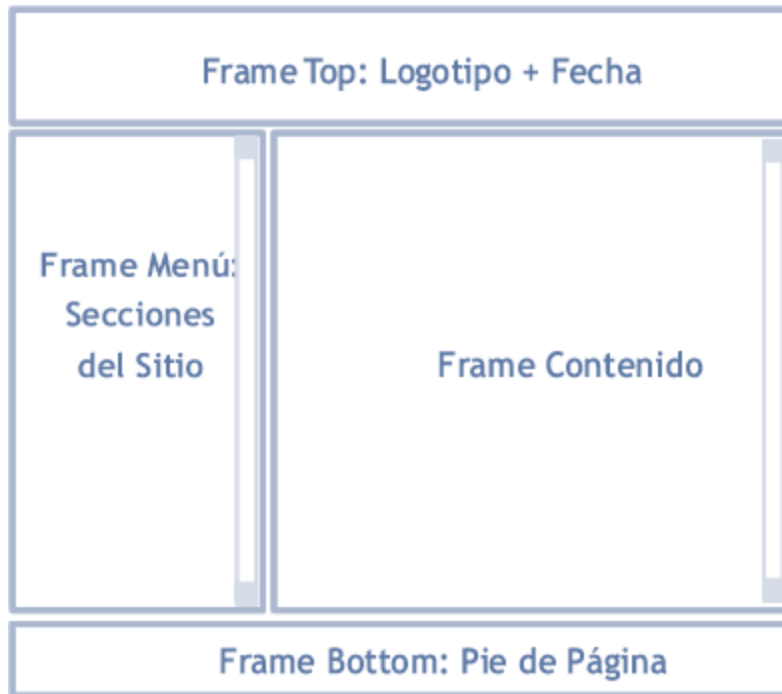 Frame Top: Logotipo + Fecha
Frame Menú:
Secciones
del Sitio
Frame Contenido
Frame Bottom: Pie de Página